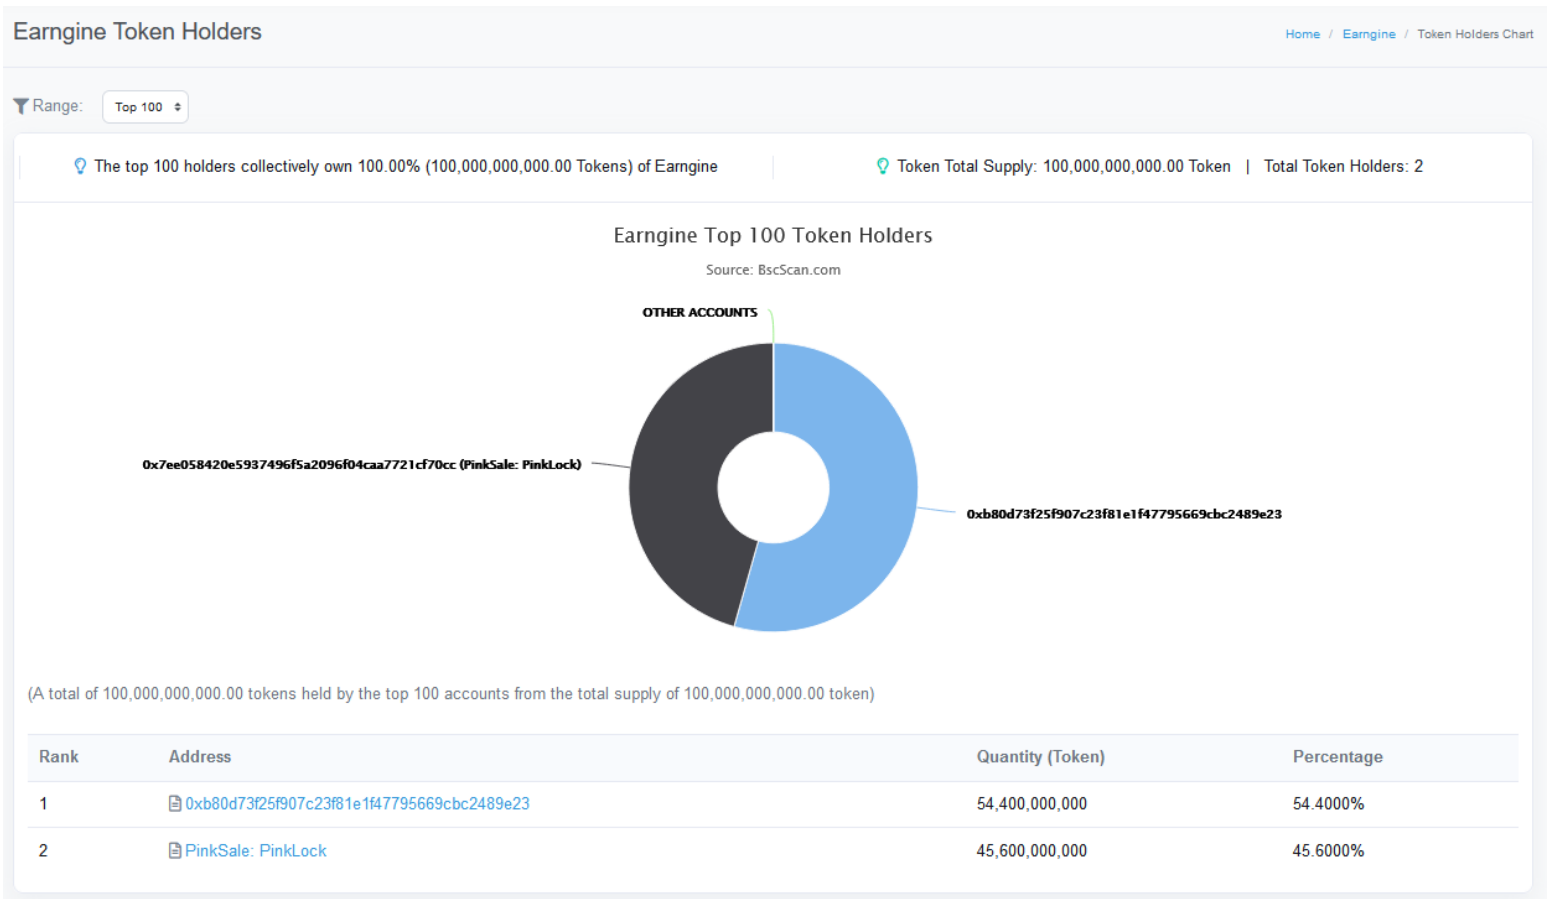 Earngine Token Holders
Home / Earngine / Token Holders Chart
Range: Top 100
The top 100 holders collectively own 100.00% (100,000,000,000.00 Tokens) of Earngine
Token Total Supply: 100,000,000,000.00 Token | Total Token Holders: 2
Earngine Top 100 Token Holders
Source: BscScan.com
OTHER ACCOUNTS
0x7ee058420e5937496f5a2096f04caa7721cf70cc (PinkSale: PinkLock)
0xb80d73f25f907c23f81e1f47795669cbc2489e23
(A total of 100,000,000,000.00 tokens held by the top 100 accounts from the total supply of 100,000,000,000.00 token)
Rank Address Quantity (Token) Percentage
1 0xb80d73f25f907c23f81e1f47795669cbc2489e23 54,400,000,000 54.4000%
2 PinkSale: PinkLock 45,600,000,000 45.6000%